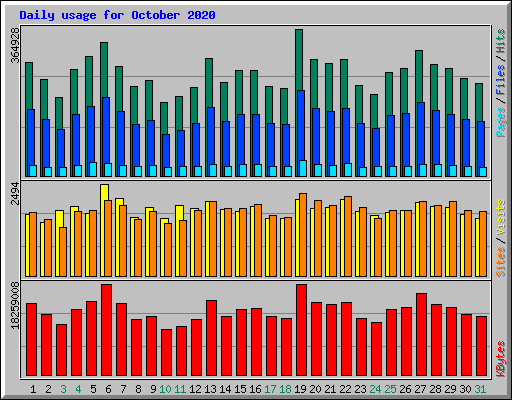 Daily usage for October 2020
364928
Pages / Files / Hits
2494
Sites / Visits
18259008
KBytes
1 2 3 4 5 6 7 8 9 10 11 12 13 14 15 16 17 18 19 20 21 22 23 24 25 26 27 28 29 30 31